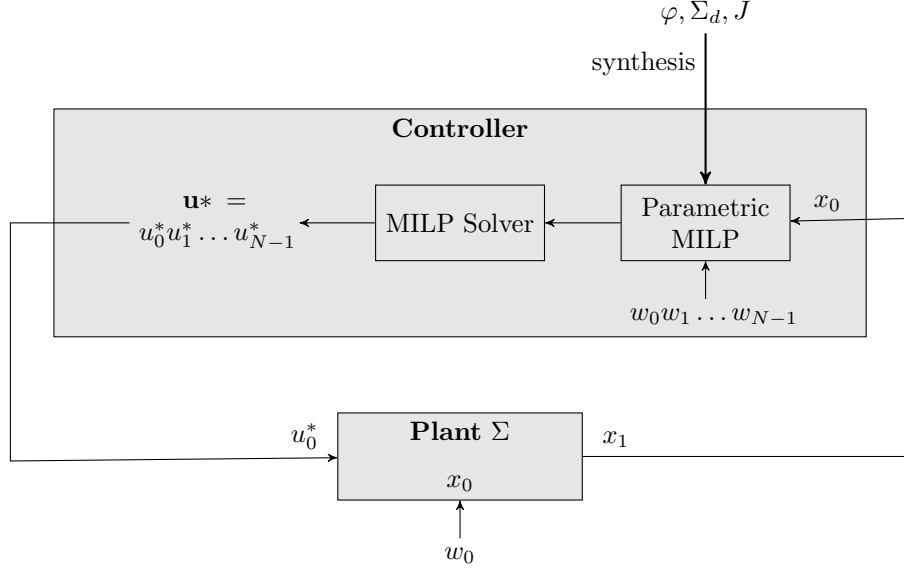 φ, Σ_d, J
synthesis
Controller
u* =
u_0^* u_1^* … u_{N−1}^*
MILP Solver
Parametric
MILP
x_0
w_0 w_1 … w_{N−1}
u_0^*
Plant Σ
x_0
x_1
w_0